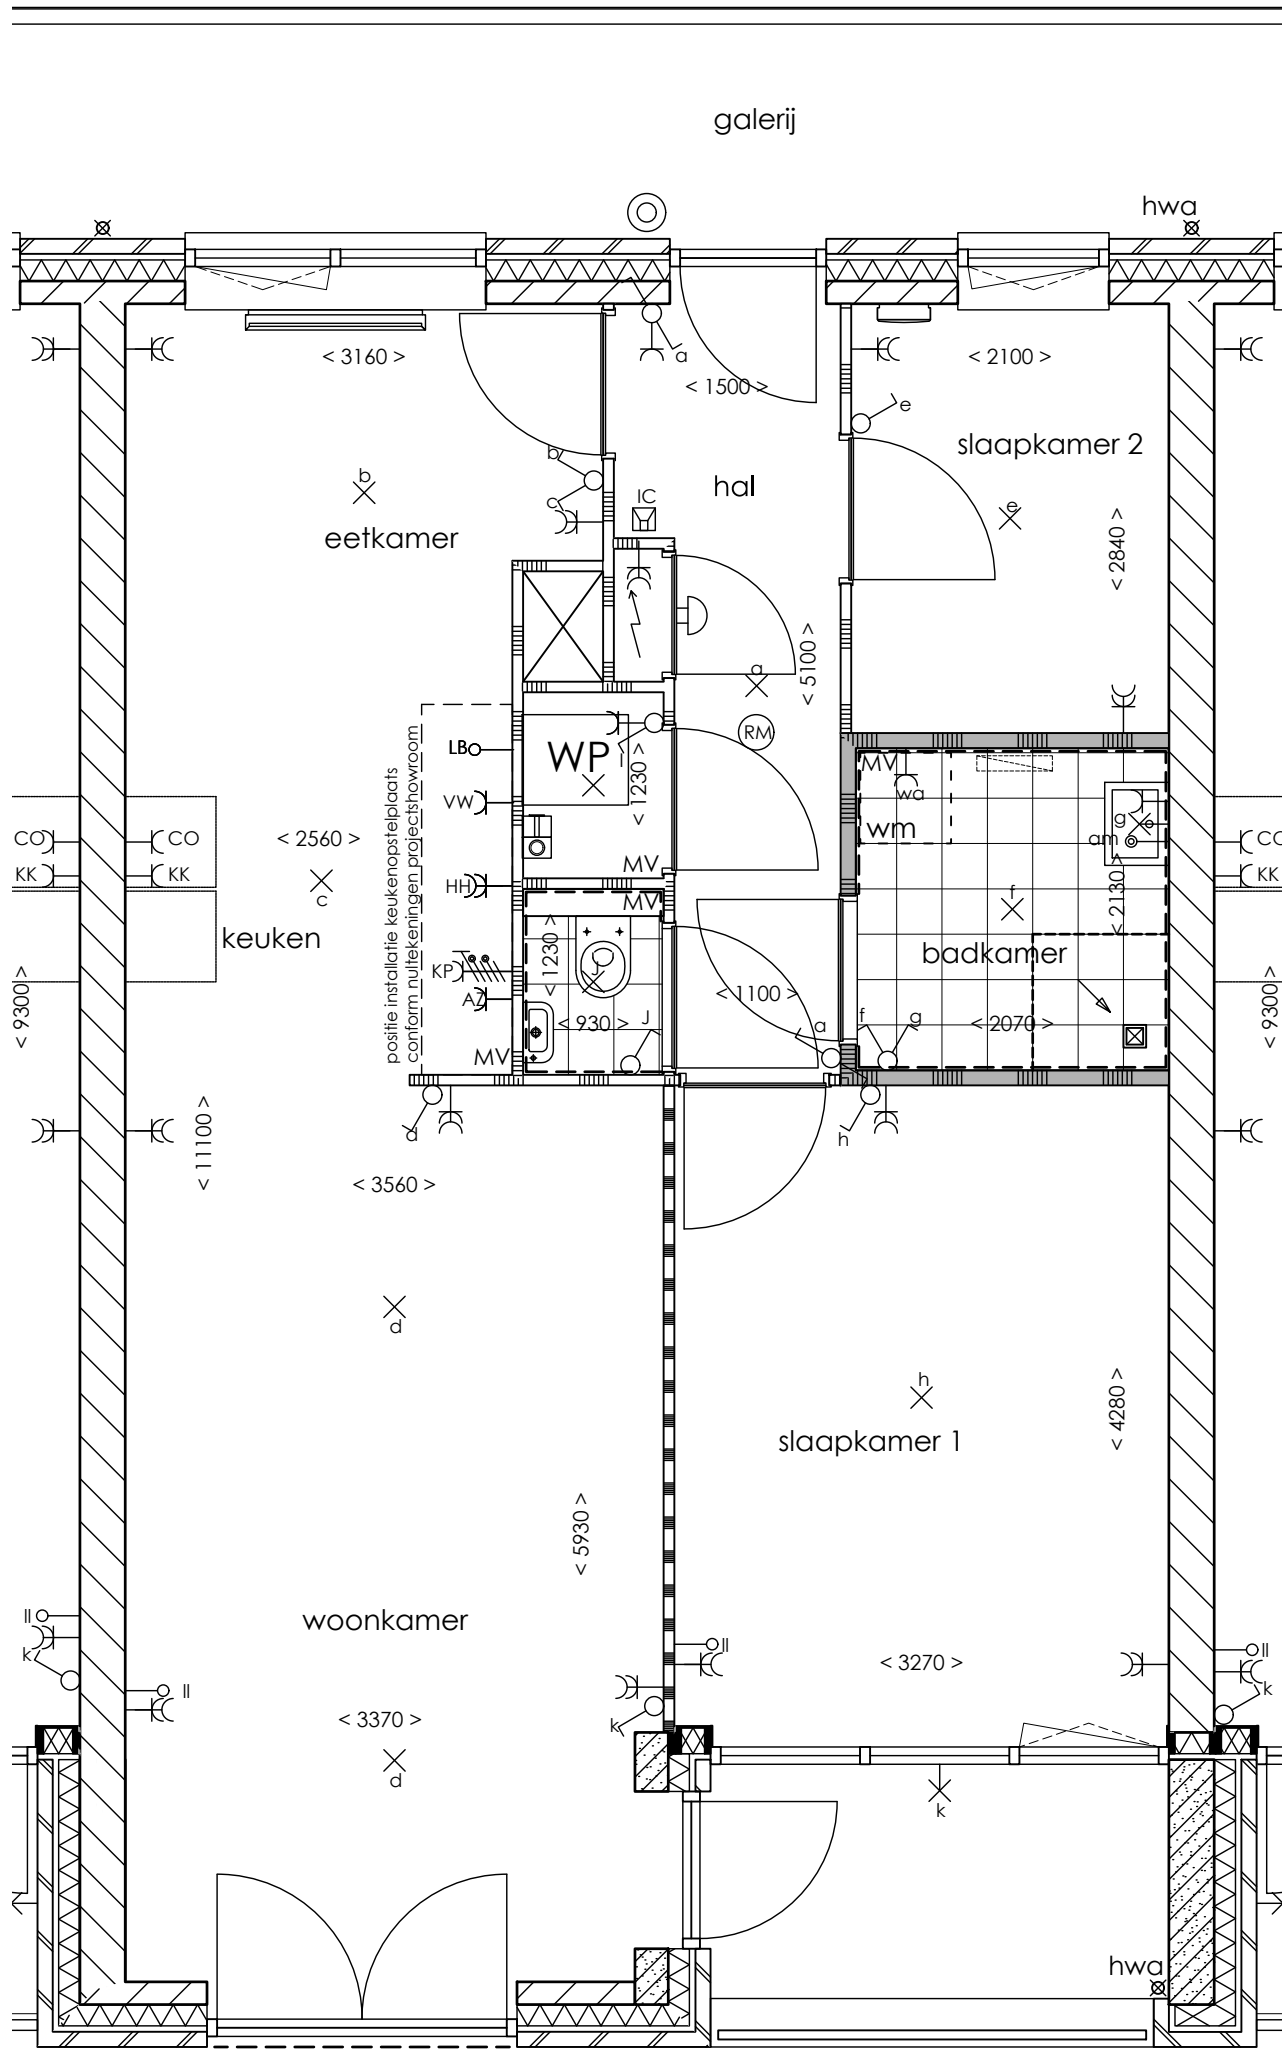 galerij
hwa
< 3160 >
a
< 1500 >
< 2100 >
e
slaapkamer 2
b
b
c
IC
hal
e
eetkamer
< 2840 >
< 5100 >
a
RM
positie installatie keukenopstelplaats
conform nultekeningen projectshowroom
LB
WP
i
< 1230 >
VW
MV
wa
wm
g
am
CO
CO
< 2560 >
CO
KK
KK
KK
c
HH
MV
MV
f
< 2130 >
keuken
< 1230 >
badkamer
KP
J
AZ
< 1100 >
< 9300 >
< 930 >
J
a
f
g
< 2070 >
< 9300 >
MV
d
h
< 11100 >
< 3560 >
d
h
< 4280 >
slaapkamer 1
< 5930 >
woonkamer
II
k
II
II
< 3270 >
II
k
< 3370 >
k
d
k
hwa